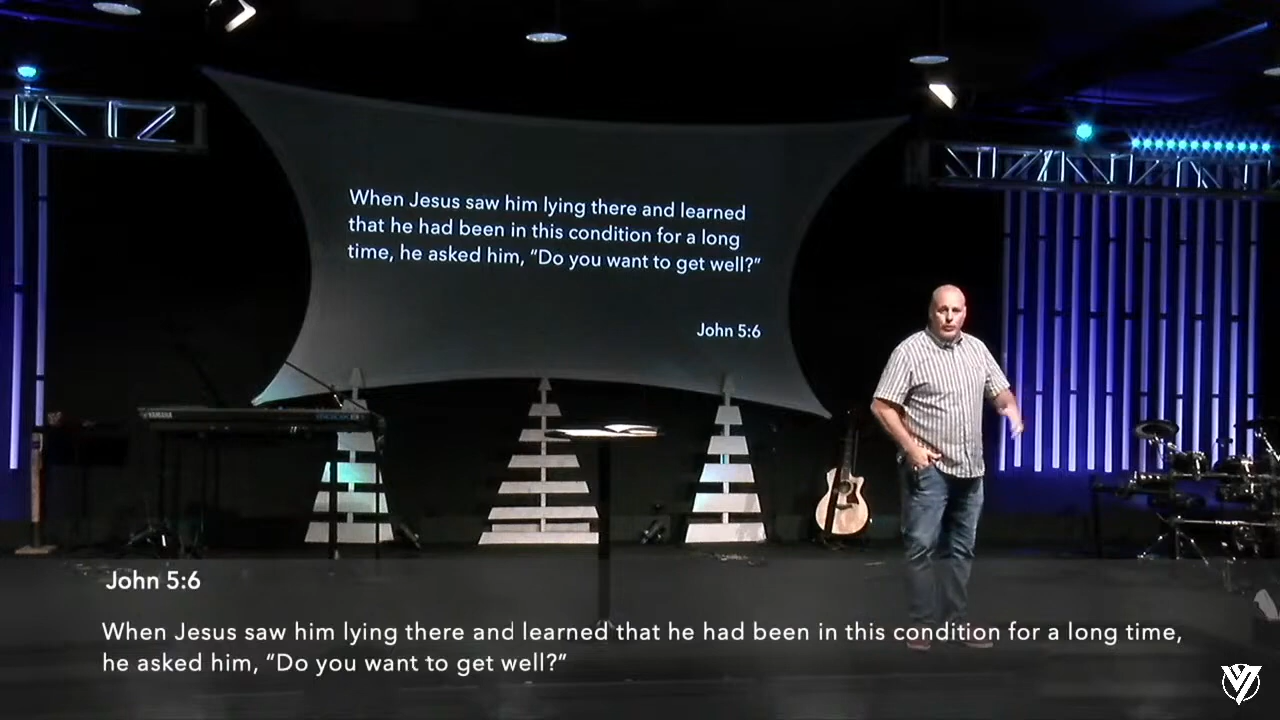 When Jesus saw him lying there and learned
that he had been in this condition for a long
time, he asked him, “Do you want to get well?”
John 5:6
YAMAHA
John 5:6
When Jesus saw him lying there and learned that he had been in this condition for a long time,
he asked him, “Do you want to get well?”